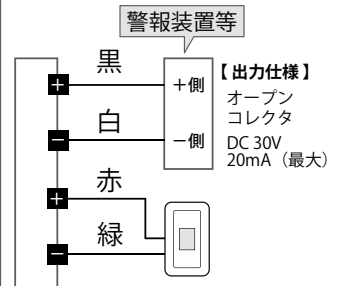 警報装置等
黒
+
+側
【 出力仕様 】
オープン
コレクタ
DC 30V
20mA（最大）
白
−
−側
赤
+
緑
−